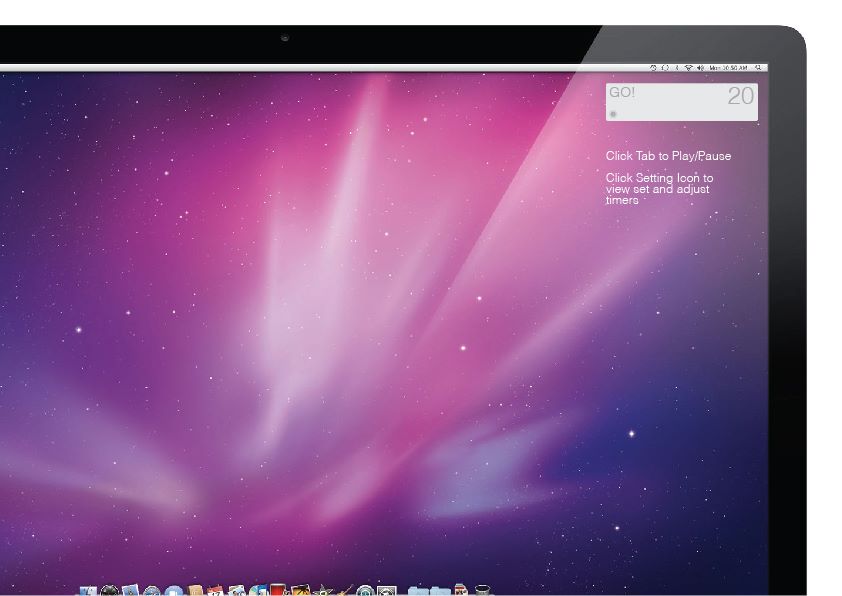 Mon 10:50 AM
GO!
20
Click Tab to Play/Pause
Click Setting Icon to
view set and adjust
timers